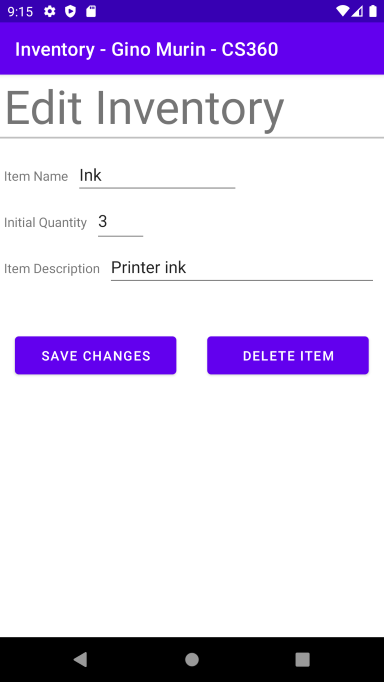 9:15
Inventory - Gino Murin - CS360
Edit Inventory
Item Name Ink
Initial Quantity 3
Item Description Printer ink
SAVE CHANGES DELETE ITEM